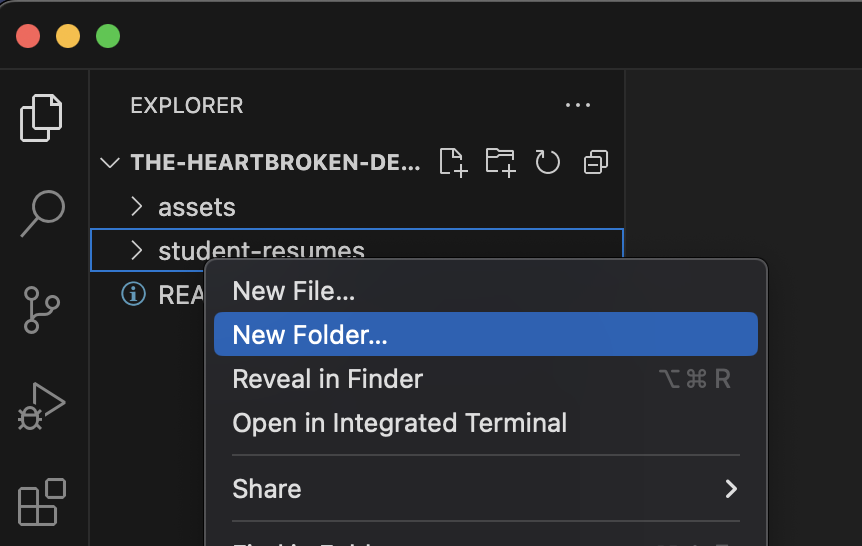 EXPLORER
THE-HEARTBROKEN-DE...
assets
student-resumes
REA
New File...
New Folder...
Reveal in Finder ⌥⌘R
Open in Integrated Terminal
Share